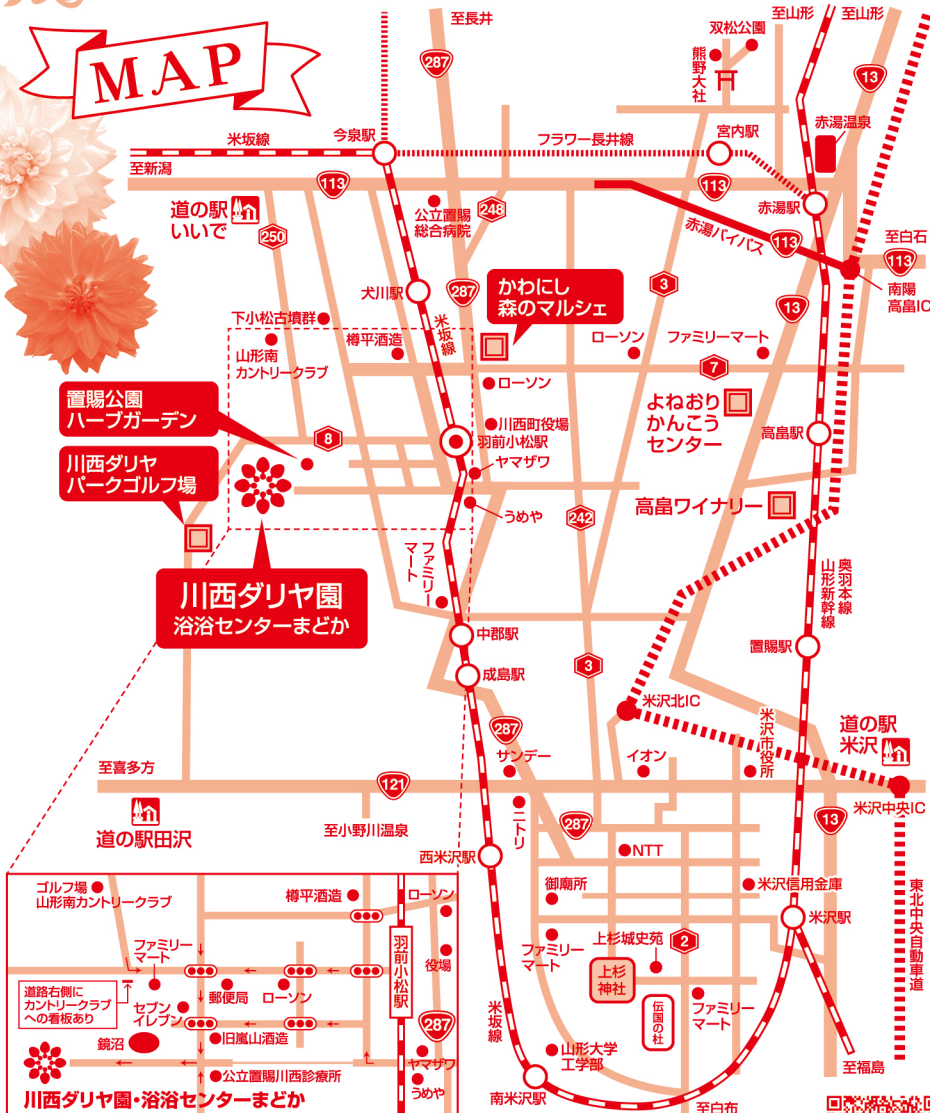 MAP
至長井
287
双松公園
熊野大社
至山形
至山形
13
赤湯温泉
米坂線
今泉駅
フラワー長井線
宮内駅
至新潟
113
113
赤湯駅
道の駅
いいで
250
公立置賜
総合病院
248
赤湯バイパス
113
至白石
113
南陽
高畠IC
犬川駅
287
かわにし
森のマルシェ
3
13
下小松古墳群
樽平酒造
米坂線
山形南
カントリークラブ
ローソン
ファミリーマート
7
ローソン
置賜公園
ハーブガーデン
8
川西町役場
羽前小松駅
よねおり
かんこう
センター
高畠駅
川西ダリヤ
パークゴルフ場
ヤマザワ
うめや
242
高畠ワイナリー
ファミリー
マート
川西ダリヤ園
浴浴センターまどか
奥羽本線
山形新幹線
中郡駅
成島駅
3
置賜駅
米沢北IC
287
サンデー
イオン
米沢市役所
道の駅
米沢
至喜多方
121
米沢中央IC
道の駅田沢
至小野川温泉
ニトリ
287
13
西米沢駅
NTT
御廟所
米沢信用金庫
米沢駅
東北中央自動車道
ファミリー
マート
上杉城史苑
2
上杉
神社
伝国の杜
ファミリー
マート
米坂線
山形大学
工学部
南米沢駅
至白布
至福島
ゴルフ場
山形南カントリークラブ
樽平酒造
ローソン
ファミリー
マート
羽前小松駅
役場
道路右側に
カントリークラブ
への看板あり
セブン
イレブン
郵便局
ローソン
287
鏡沼
旧嵐山酒造
ヤマザワ
公立置賜川西診療所
うめや
川西ダリヤ園・浴浴センターまどか